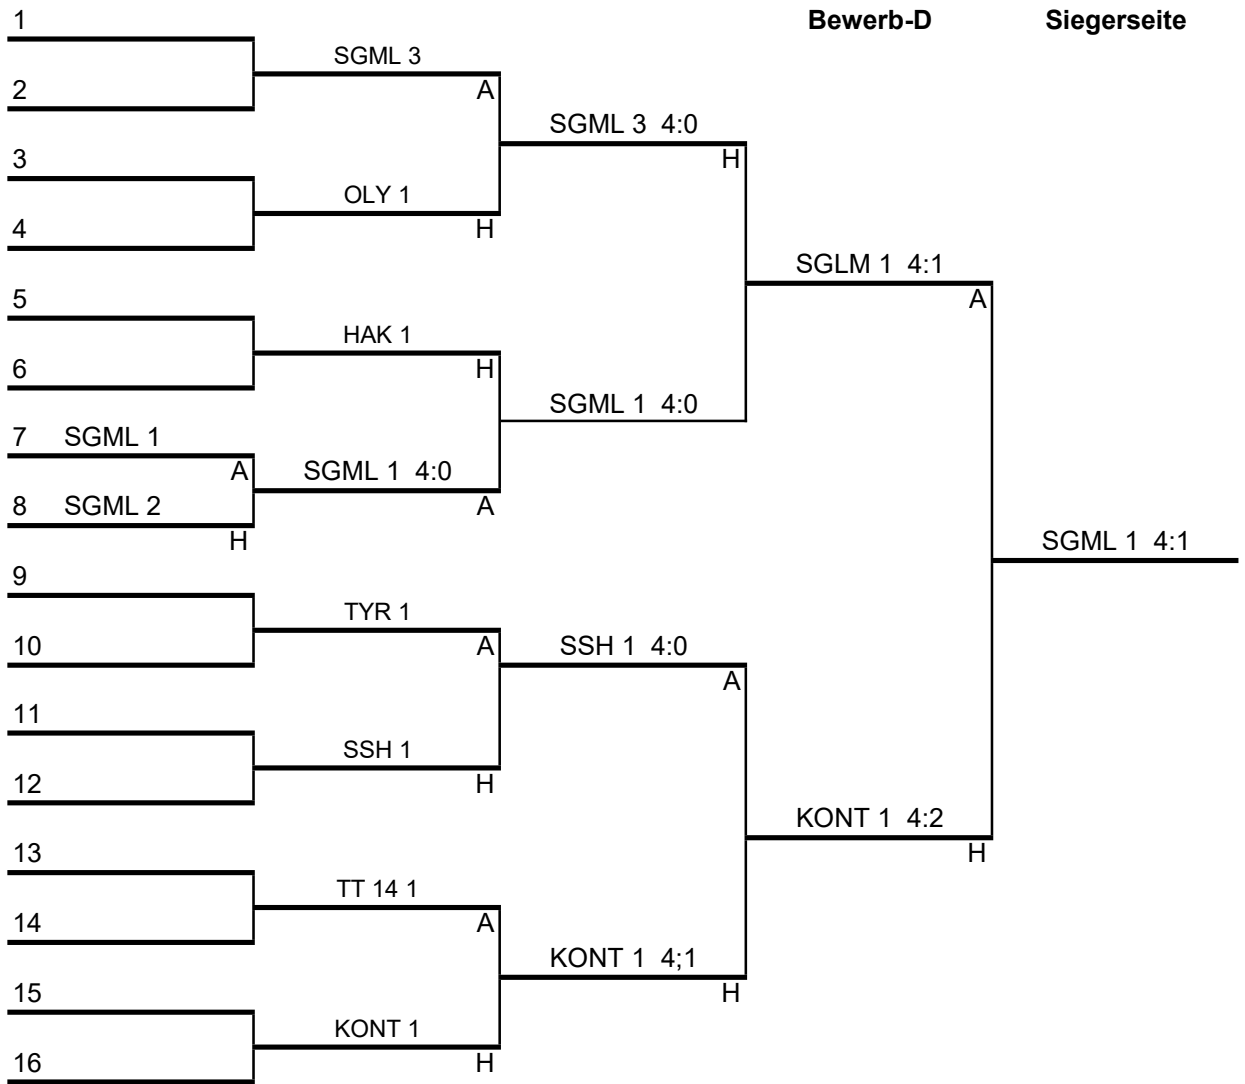 1 Bewerb-D Siegerseite
SGML 3
2 A
SGML 3 4:0
3 H
OLY 1
4 H
SGLM 1 4:1
5 A
HAK 1
6 H
SGML 1 4:0
7 SGML 1
A SGML 1 4:0
8 SGML 2 A
H SGML 1 4:1
9
TYR 1
10 A SSH 1 4:0
A
11
SSH 1
12 H
KONT 1 4:2
13 H
TT 14 1
14 A
KONT 1 4;1
15 H
KONT 1
16 H